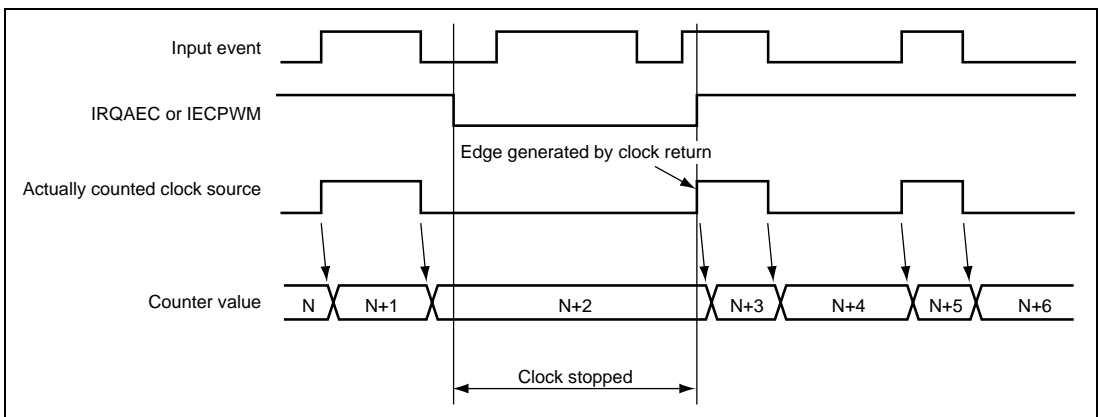 Input event
IRQAEC or IECPWM
Edge generated by clock return
Actually counted clock source
Counter value N N+1 N+2 N+3 N+4 N+5 N+6
Clock stopped